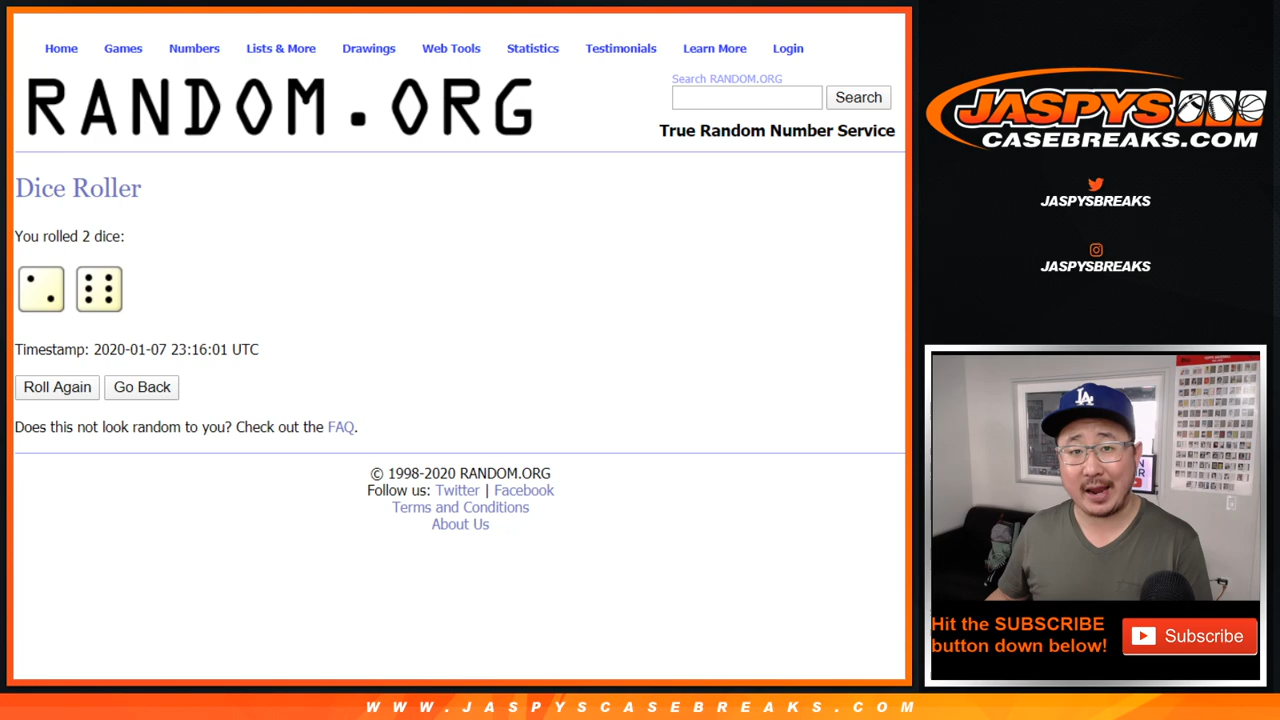 Home Games Numbers Lists & More Drawings Web Tools Statistics Testimonials Learn More Login
RANDOM.ORG
Search RANDOM.ORG
Search
True Random Number Service
Dice Roller
You rolled 2 dice:
Timestamp: 2020-01-07 23:16:01 UTC
Roll Again Go Back
Does this not look random to you? Check out the FAQ.
© 1998-2020 RANDOM.ORG
Follow us: Twitter | Facebook
Terms and Conditions
About Us
JASPYS
CASEBREAKS.COM
JASPYSBREAKS
JASPYSBREAKS
LA
Hit the SUBSCRIBE
button down below!
Subscribe
WWW.JASPYSCASEBREAKS.COM